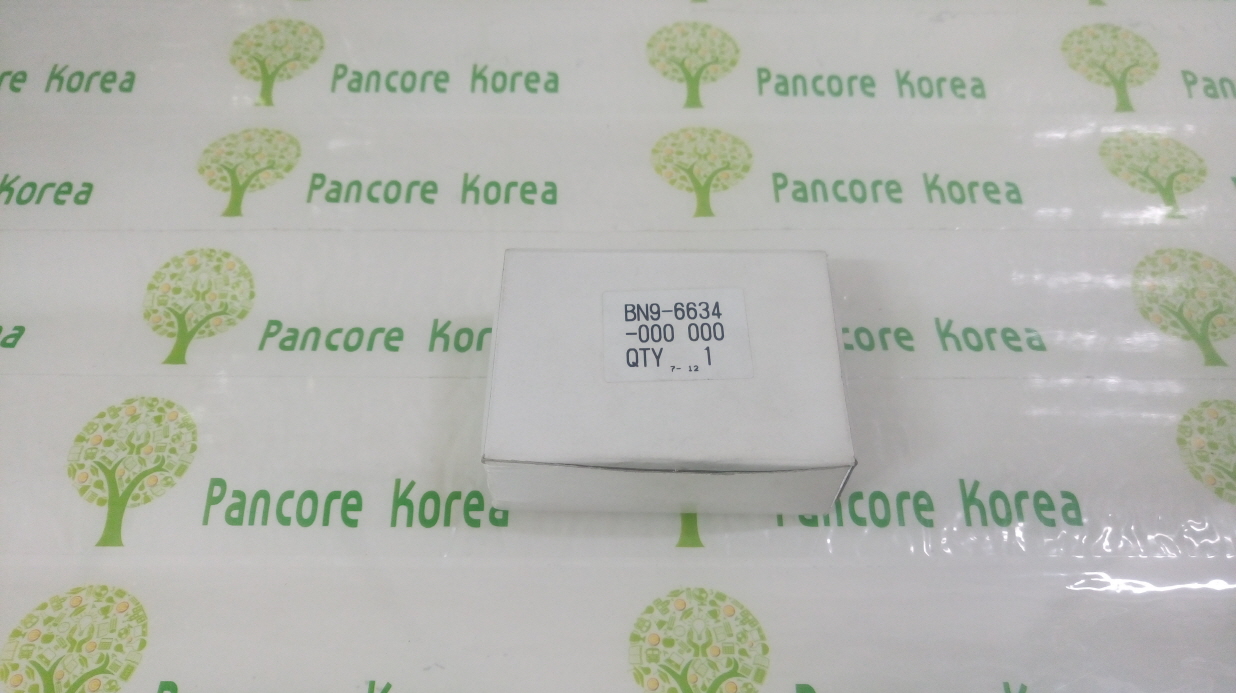 re Korea
Pancore Korea
Pancore Korea
Pan
Korea
Pancore Korea
Pancore Korea
a
Pancore Kor
core Korea
BN9-6634
-000 000
QTY 1
7- 12
Pancore Korea
Pancore Korea